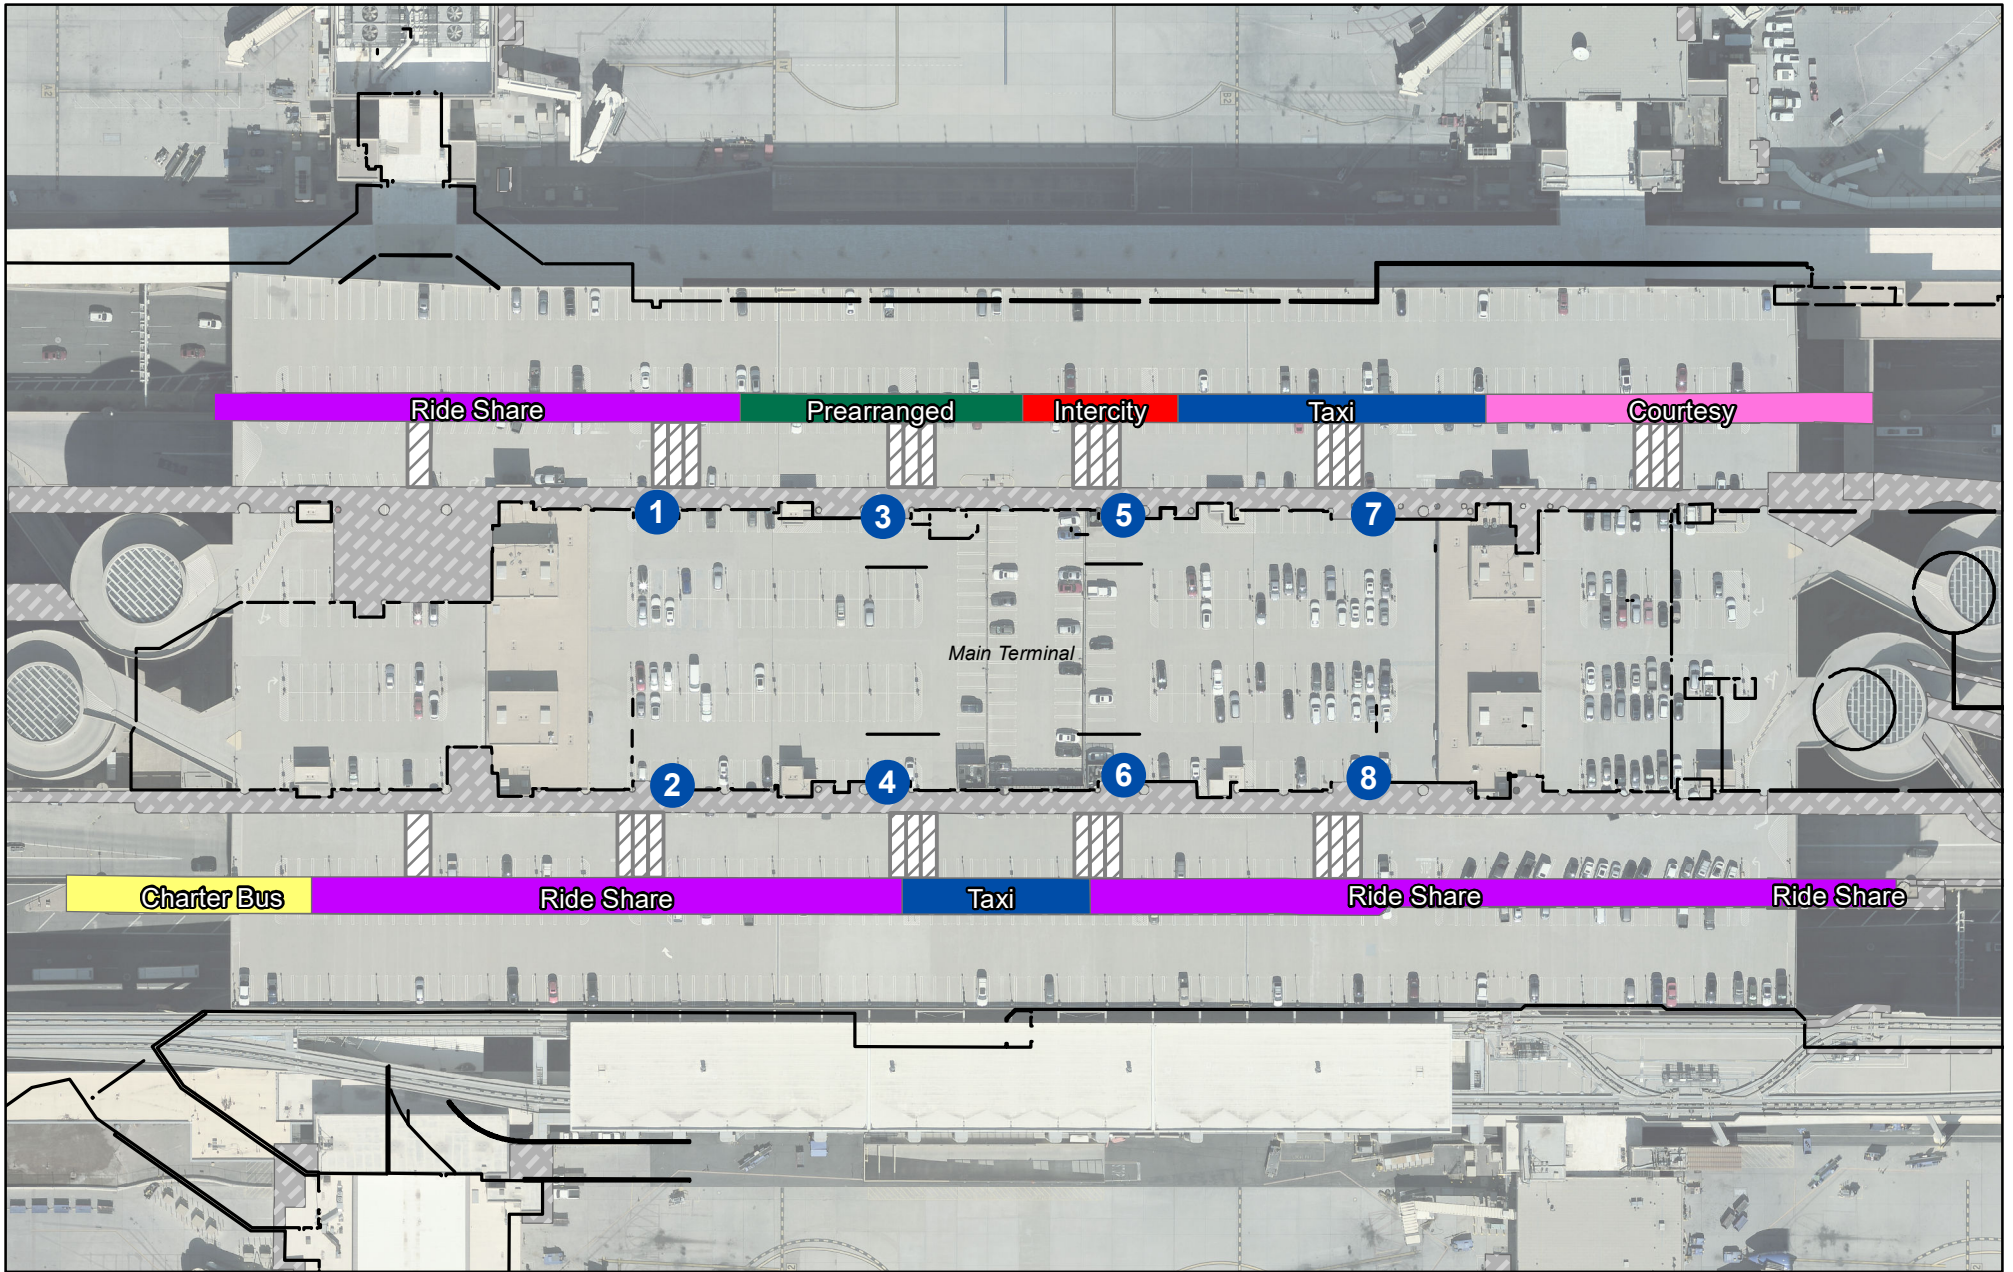 Ride Share
Prearranged
Intercity
Taxi
Courtesy
1
3
5
7
Main Terminal
2
4
6
8
Charter Bus
Ride Share
Taxi
Ride Share
Ride Share